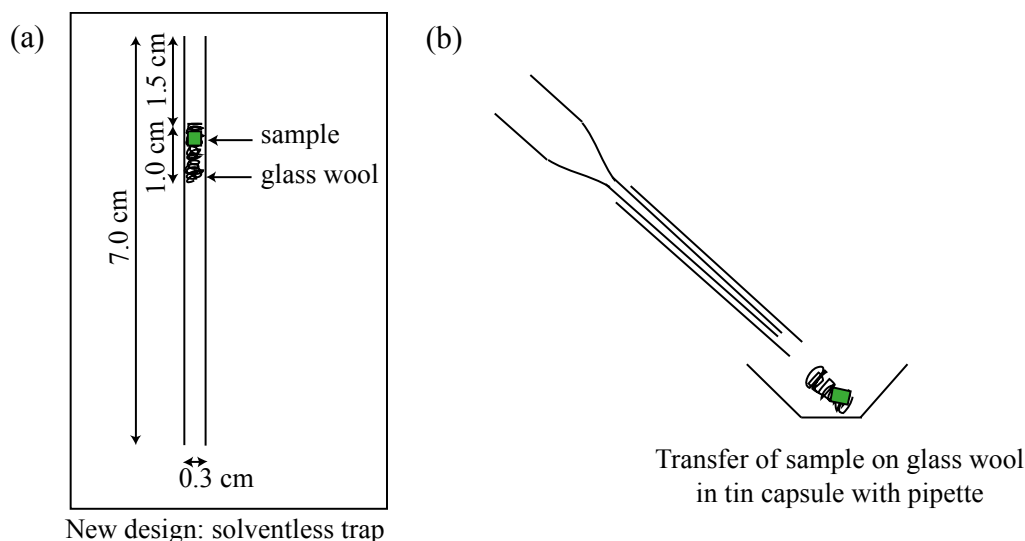 (a)
1.5 cm
1.0 cm
7.0 cm
sample
glass wool
0.3 cm
New design: solventless trap
(b)
Transfer of sample on glass wool
in tin capsule with pipette